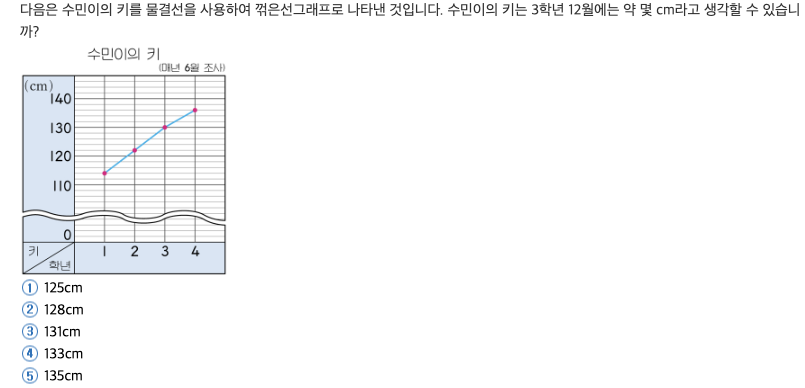 다음은 수민이의 키를 물결선을 사용하여 꺾은선그래프로 나타낸 것입니다. 수민이의 키는 3학년 12월에는 약 몇 cm라고 생각할 수 있습니
까?
수민이의 키
(매년 6월 조사)
(cm)
140
130
120
110
0
키
학년
1 2 3 4
① 125cm
② 128cm
③ 131cm
④ 133cm
⑤ 135cm